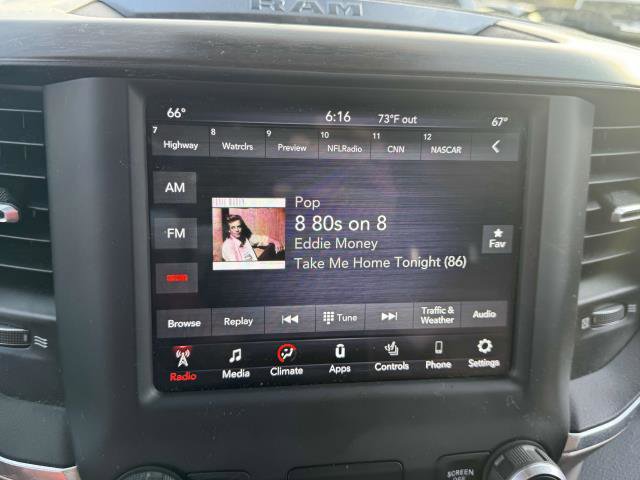 RAM
66° 6:16 73°F out 67°
7 8 9 10 11 12
Highway Watrclrs Preview NFLRadio CNN NASCAR
AM
Pop
8 80s on 8
FM
Eddie Money
Fav
Take Me Home Tonight (86)
Browse Replay Tune Traffic & Weather Audio
Radio Media Climate Apps Controls Phone Settings
SCREEN
OFF